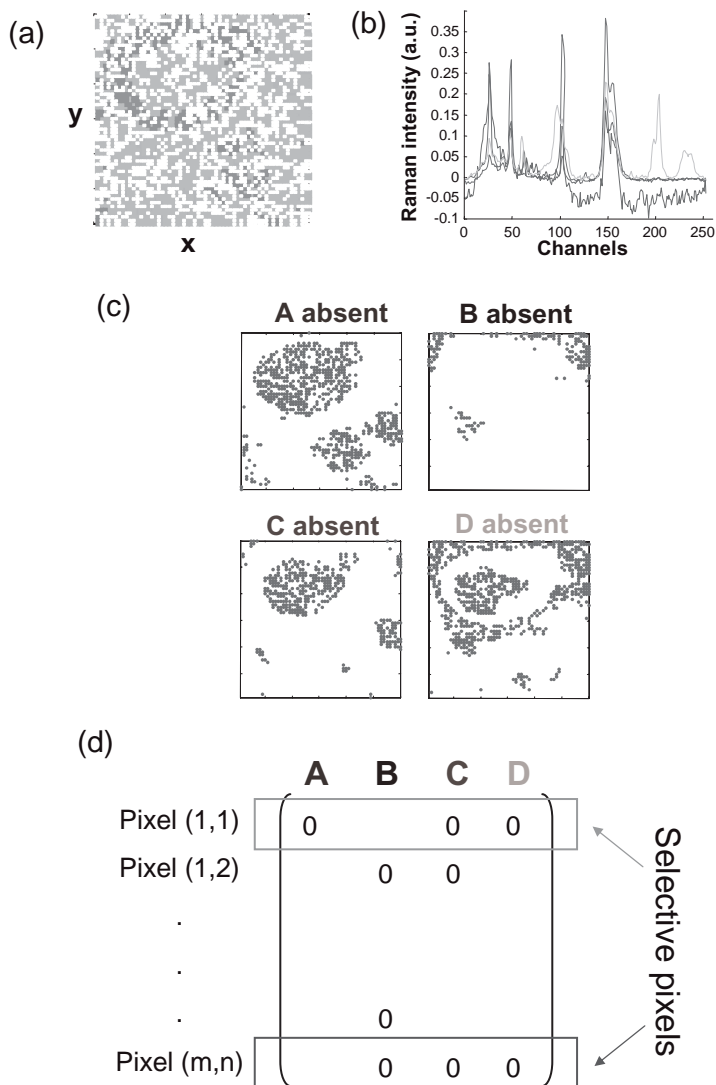 (a)
y
x
(b)
Raman intensity (a.u.)
0.35
0.3
0.25
0.2
0.15
0.1
0.05
0
-0.05
-0.1
0 50 100 150 200 250
Channels
(c)
A absent
B absent
C absent
D absent
(d)
A B C D
Pixel (1,1) 0 0 0
Pixel (1,2) 0 0
.
.
. 0
Pixel (m,n) 0 0 0
Selective pixels